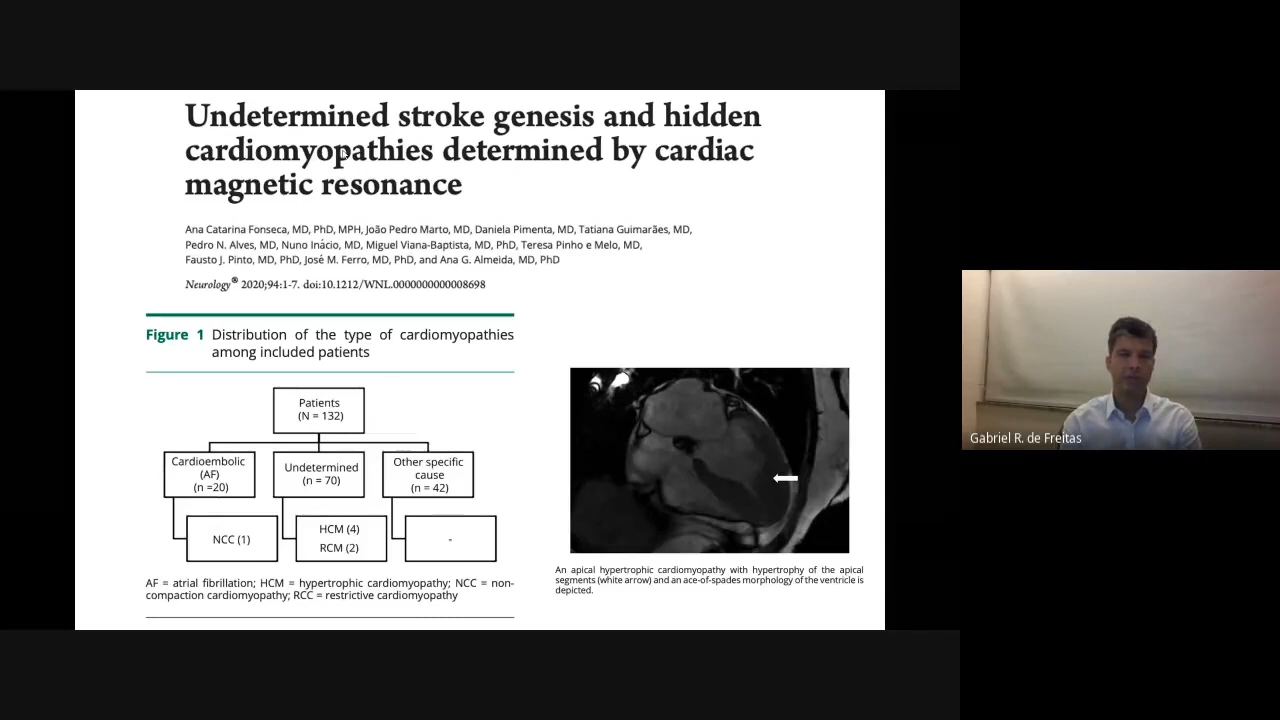 Undetermined stroke genesis and hidden
cardiomyopathies determined by cardiac
magnetic resonance
Ana Catarina Fonseca, MD, PhD, MPH, João Pedro Marto, MD, Daniela Pimenta, MD, Tatiana Guimarães, MD,
Pedro N. Alves, MD, Nuno Inácio, MD, Miguel Viana-Baptista, MD, PhD, Teresa Pinho e Melo, MD,
Fausto J. Pinto, MD, PhD, José M. Ferro, MD, PhD, and Ana G. Almeida, MD, PhD
Neurology® 2020;94:1-7. doi:10.1212/WNL.0000000000008698
Figure 1 Distribution of the type of cardiomyopathies
among included patients
Patients
(N = 132)
Cardioembolic
(AF)
(n =20)
Undetermined
(n = 70)
Other specific
cause
(n = 42)
NCC (1)
HCM (4)
RCM (2)
-
AF = atrial fibrillation; HCM = hypertrophic cardiomyopathy; NCC = non-
compaction cardiomyopathy; RCC = restrictive cardiomyopathy
An apical hypertrophic cardiomyopathy with hypertrophy of the apical
segments (white arrow) and an ace-of-spades morphology of the ventricle is
depicted.
Gabriel R. de Freitas